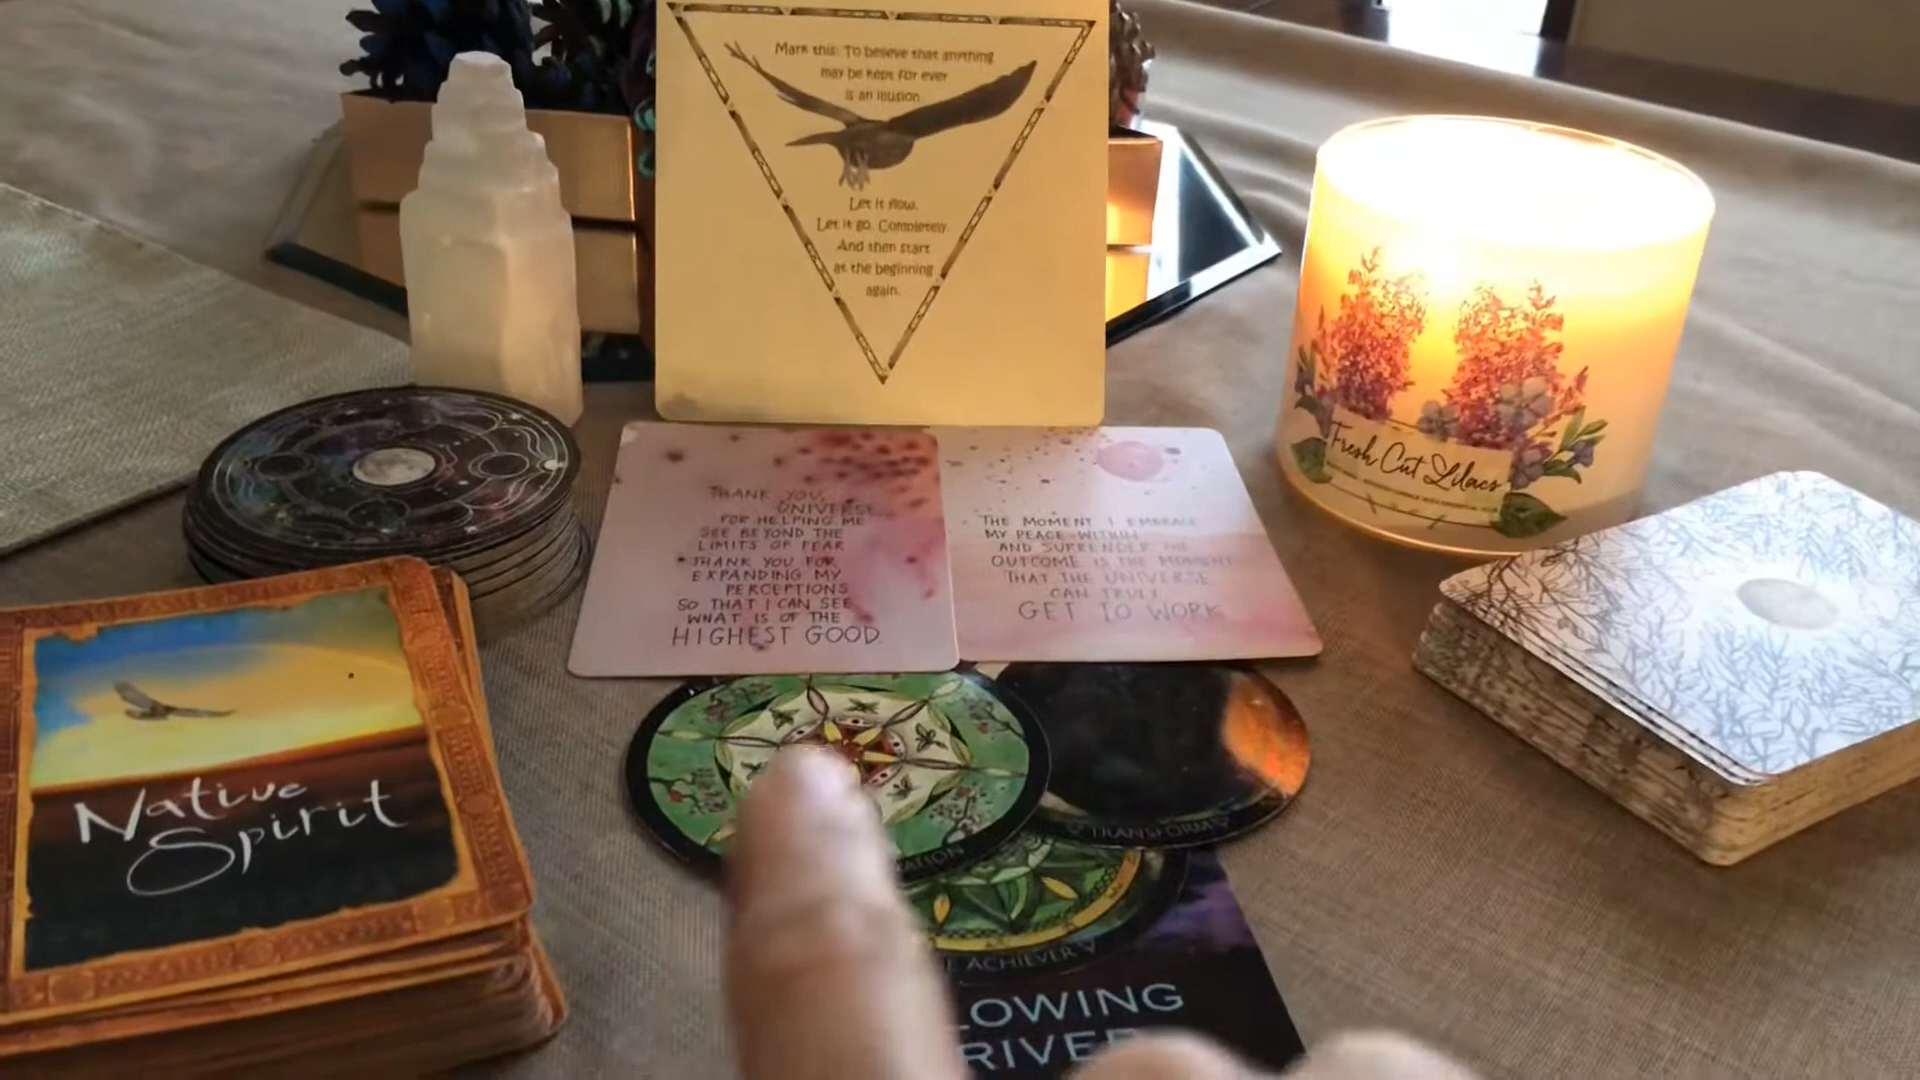 Mark this: To believe that anything
may be kept for ever
is an illusion
Let it flow.
Let it go. Completely.
And then start
at the beginning
again.
THANK YOU,
UNIVERSE
FOR HELPING ME
SEE BEYOND THE
LIMITS OF FEAR
THANK YOU FOR
EXPANDING MY
PERCEPTIONS
SO THAT I CAN SEE
WHAT IS OF THE
HIGHEST GOOD.
THE MOMENT I EMBRACE
MY PEACE WITHIN
AND SURRENDER THE
OUTCOME IS THE MOMENT
THAT THE UNIVERSE
CAN TRULY
GET TO WORK
Fresh Cut Lilacs
Native
Spirit
ATION
TRANSFORM
ACHIEVER
LOWING
RIVER